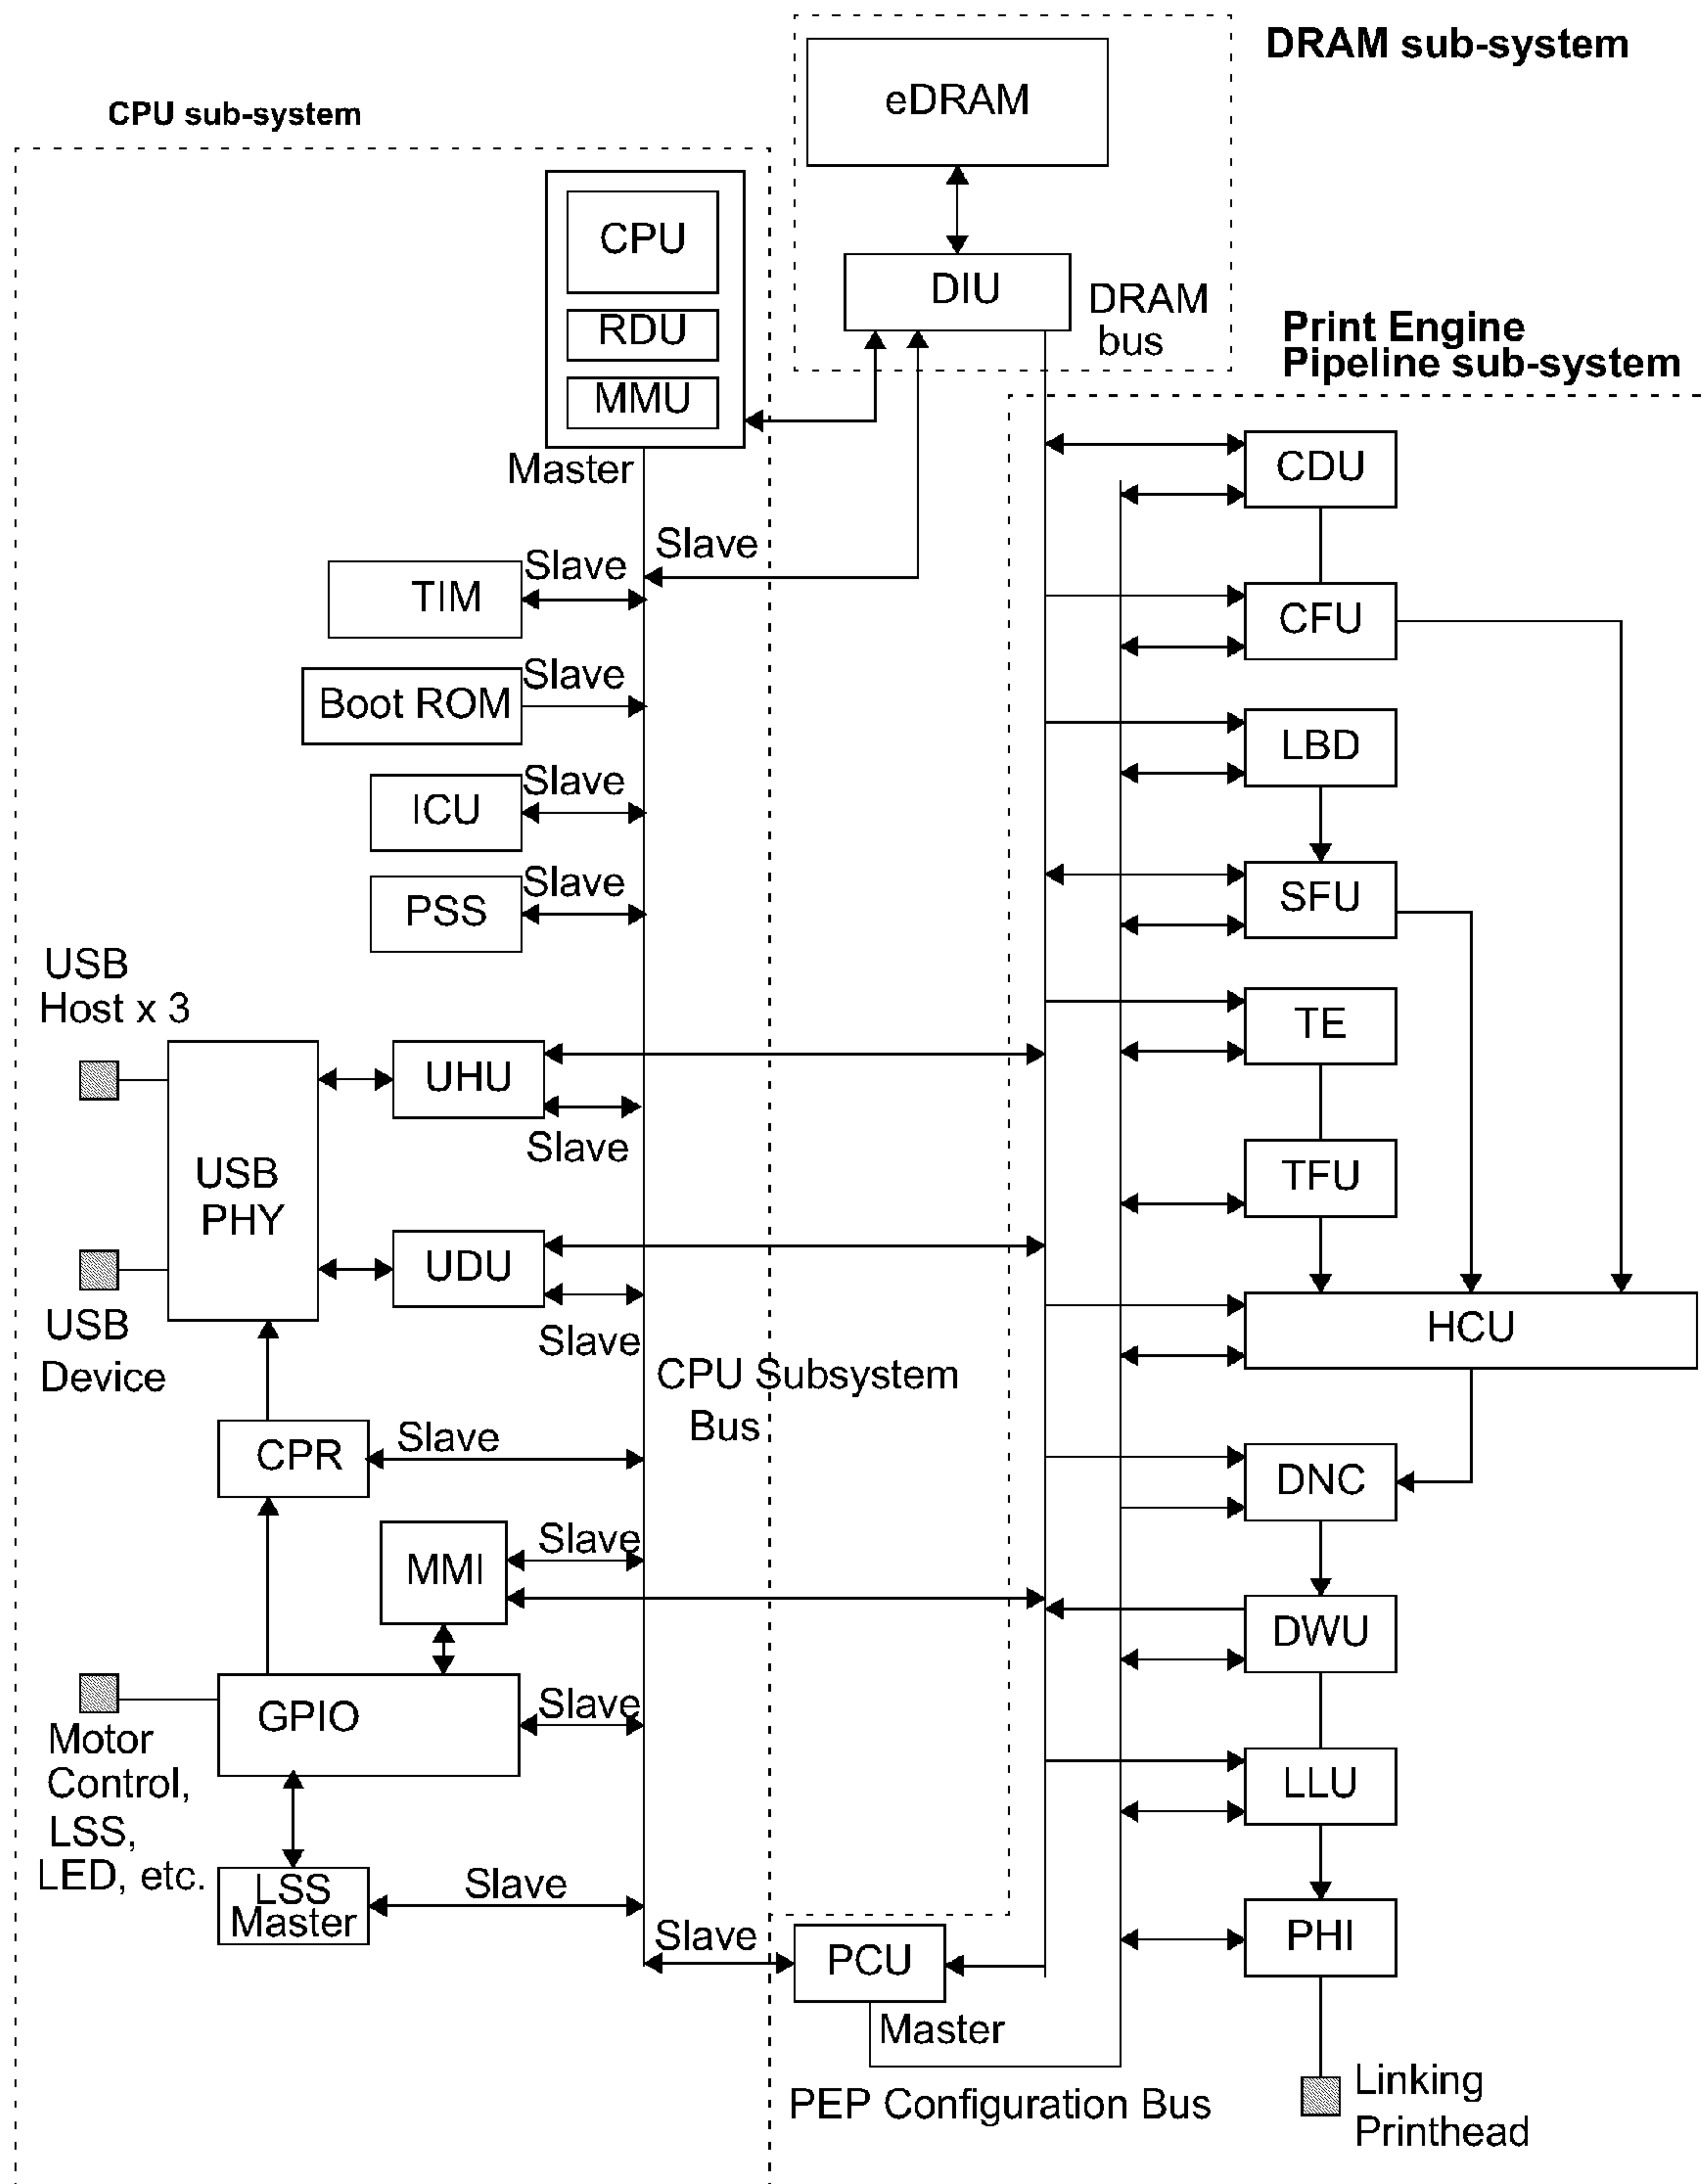 DRAM sub-system
CPU sub-system
eDRAM
CPU
DIU
DRAM
bus
RDU
Print Engine
Pipeline sub-system
MMU
Master
CDU
Slave
Slave
TIM
CFU
Slave
Boot ROM
LBD
Slave
ICU
Slave
PSS
SFU
USB
Host x 3
TE
UHU
Slave
USB
PHY
TFU
UDU
USB
Device
Slave
HCU
CPU Subsystem
Bus
Slave
CPR
DNC
Slave
MMI
DWU
Slave
GPIO
Motor
Control,
LSS,
LED, etc.
LLU
Slave
LSS
Master
Slave
PCU
PHI
Master
PEP Configuration Bus
Linking
Printhead